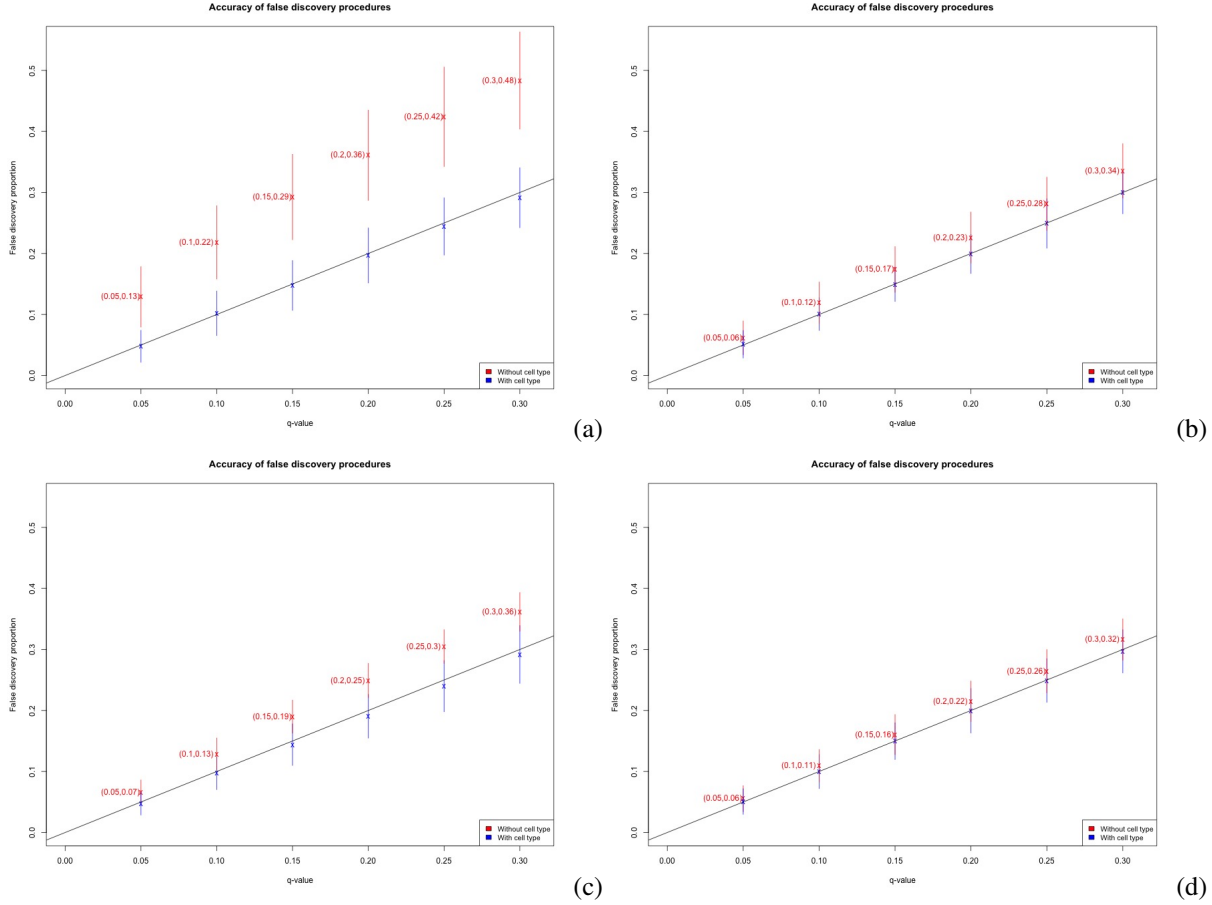 Accuracy of false discovery procedures
False discovery proportion
0.5
0.4
0.3
0.2
0.1
0.0
(0.3,0.48)
(0.25,0.42)
(0.2,0.36)
(0.15,0.29)
(0.1,0.22)
(0.05,0.13)
Without cell type
With cell type
0.00 0.05 0.10 0.15 0.20 0.25 0.30
q-value
(a)
Accuracy of false discovery procedures
False discovery proportion
0.5
0.4
0.3
0.2
0.1
0.0
(0.3,0.34)
(0.25,0.28)
(0.2,0.23)
(0.15,0.17)
(0.1,0.12)
(0.05,0.06)
Without cell type
With cell type
0.00 0.05 0.10 0.15 0.20 0.25 0.30
q-value
(b)
Accuracy of false discovery procedures
False discovery proportion
0.5
0.4
0.3
0.2
0.1
0.0
(0.3,0.36)
(0.25,0.3)
(0.2,0.25)
(0.15,0.19)
(0.1,0.13)
(0.05,0.07)
Without cell type
With cell type
0.00 0.05 0.10 0.15 0.20 0.25 0.30
q-value
(c)
Accuracy of false discovery procedures
False discovery proportion
0.5
0.4
0.3
0.2
0.1
0.0
(0.3,0.32)
(0.25,0.26)
(0.2,0.22)
(0.15,0.16)
(0.1,0.11)
(0.05,0.06)
Without cell type
With cell type
0.00 0.05 0.10 0.15 0.20 0.25 0.30
q-value
(d)